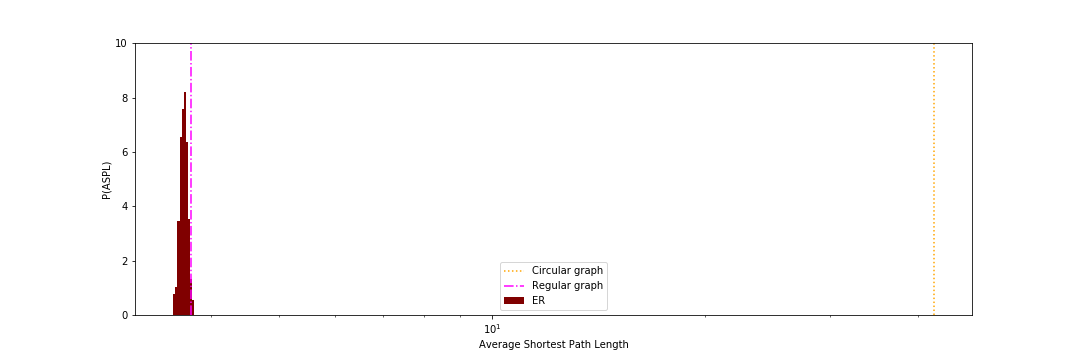 10
8
6
4
2
0
P(ASPL)
Circular graph
Regular graph
ER
10¹
Average Shortest Path Length